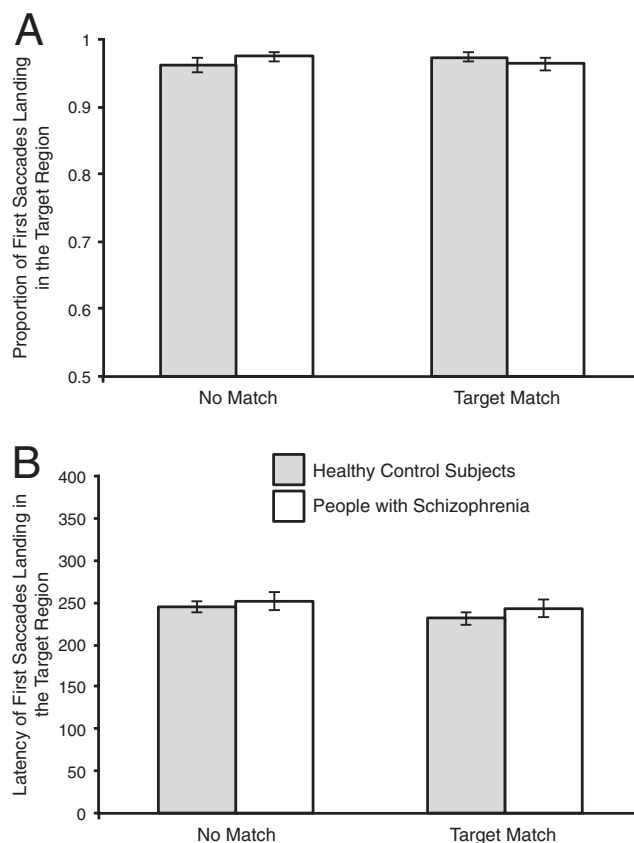 A
Proportion of First Saccades Landing
in the Target Region
1
0.9
0.8
0.7
0.6
0.5
No Match
Target Match
B
Latency of First Saccades Landing in
the Target Region
400
350
300
250
200
150
100
50
0
Healthy Control Subjects
People with Schizophrenia
No Match
Target Match